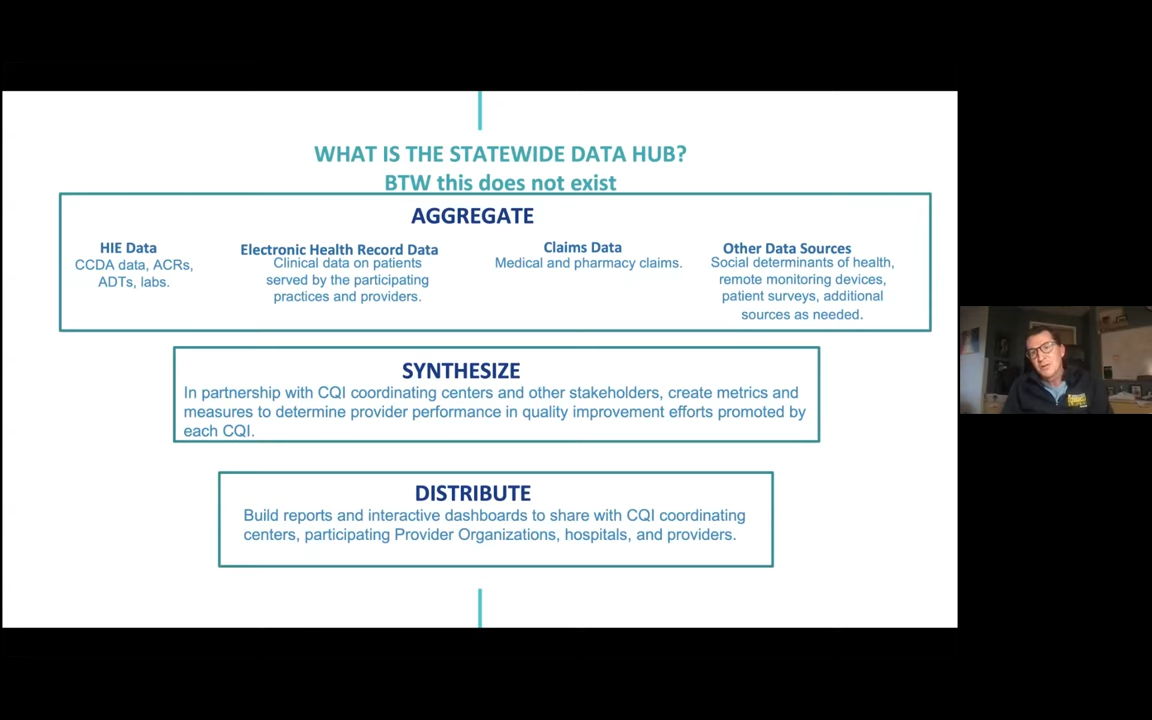 WHAT IS THE STATEWIDE DATA HUB?
BTW this does not exist
AGGREGATE
HIE Data
CCDA data, ACRs,
ADTs, labs.
Electronic Health Record Data
Clinical data on patients
served by the participating
practices and providers.
Claims Data
Medical and pharmacy claims.
Other Data Sources
Social determinants of health,
remote monitoring devices,
patient surveys, additional
sources as needed.
SYNTHESIZE
In partnership with CQI coordinating centers and other stakeholders, create metrics and
measures to determine provider performance in quality improvement efforts promoted by
each CQI.
DISTRIBUTE
Build reports and interactive dashboards to share with CQI coordinating
centers, participating Provider Organizations, hospitals, and providers.